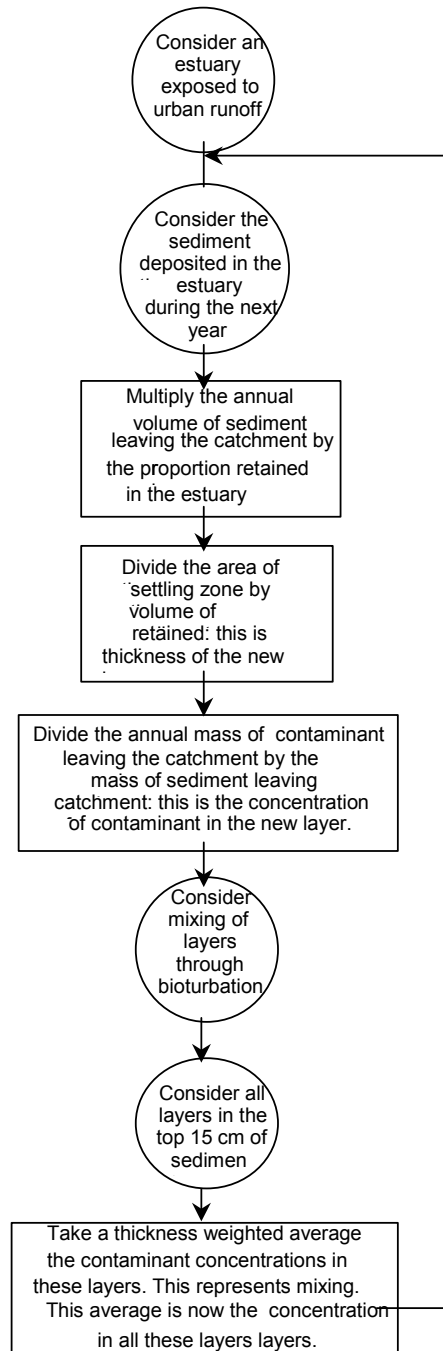 Consider an
estuary
exposed to
urban runoff
Consider the
sediment
deposited in the
estuary
during the next
year
Multiply the annual
volume of sediment
leaving the catchment by
the proportion retained
in the estuary
Divide the area of
settling zone by
volume of
retained: this is
thickness of the new
Divide the annual mass of contaminant
leaving the catchment by the
mass of sediment leaving
catchment: this is the concentration
of contaminant in the new layer.
Consider
mixing of
layers
through
bioturbation
Consider all
layers in the
top 15 cm of
sedimen
Take a thickness weighted average
the contaminant concentrations in
these layers. This represents mixing.
This average is now the concentration
in all these layers layers.